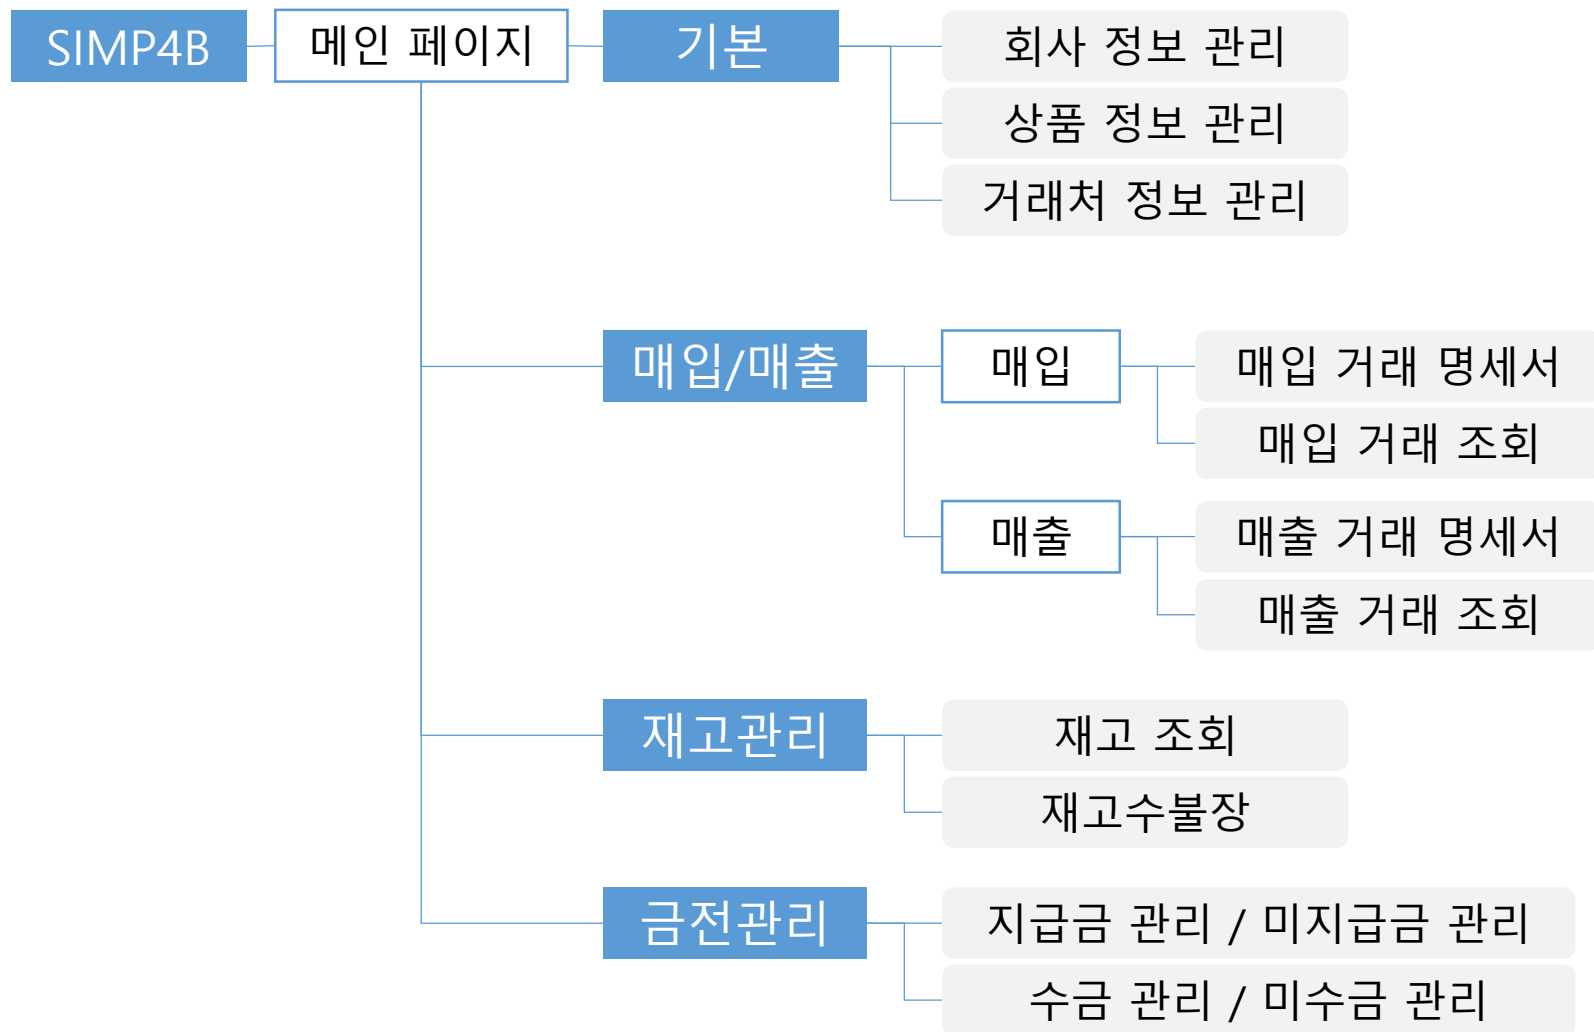 SIMP4B
메인 페이지
기본
회사 정보 관리
상품 정보 관리
거래처 정보 관리
매입/매출
매입
매입 거래 명세서
매입 거래 조회
매출
매출 거래 명세서
매출 거래 조회
재고관리
재고 조회
재고수불장
금전관리
지급금 관리 / 미지급금 관리
수금 관리 / 미수금 관리